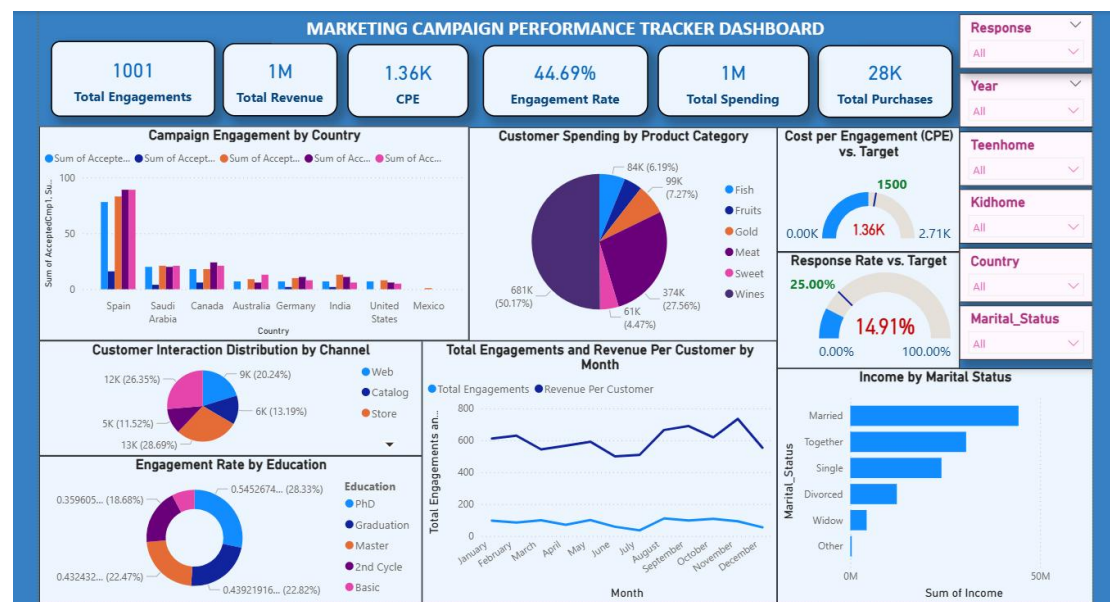 MARKETING CAMPAIGN PERFORMANCE TRACKER DASHBOARD
1001
Total Engagements
1M
Total Revenue
1.36K
CPE
44.69%
Engagement Rate
1M
Total Spending
28K
Total Purchases
Response
All
Year
All
Teenhome
All
Kidhome
All
Country
All
Marital_Status
All
Campaign Engagement by Country
Sum of Accepte... Sum of Accept... Sum of Accept... Sum of Acc... Sum of Acc...
Sum of AcceptedCmp1, Su...
100
50
0
Spain
Saudi
Arabia
Canada
Australia
Germany
India
United
States
Mexico
Country
Customer Spending by Product Category
84K (6.19%)
99K
(7.27%)
374K
(27.56%)
61K
(4.47%)
681K
(50.17%)
Fish
Fruits
Gold
Meat
Sweet
Wines
Cost per Engagement (CPE)
vs. Target
1500
0.00K
1.36K
2.71K
Response Rate vs. Target
25.00%
14.91%
0.00%
100.00%
Customer Interaction Distribution by Channel
12K (26.35%)
9K (20.24%)
6K (13.19%)
5K (11.52%)
13K (28.69%)
Web
Catalog
Store
Engagement Rate by Education
0.359605... (18.68%)
0.5452674... (28.33%)
0.432432... (22.47%)
0.43921916... (22.82%)
Education
PhD
Graduation
Master
2nd Cycle
Basic
Total Engagements and Revenue Per Customer by
Month
Total Engagements Revenue Per Customer
Total Engagements an...
800
600
400
200
0
January
February
March
April
May
June
July
August
September
October
November
December
Month
Income by Marital Status
Marital_Status
Married
Together
Single
Divorced
Widow
Other
0M
50M
Sum of Income